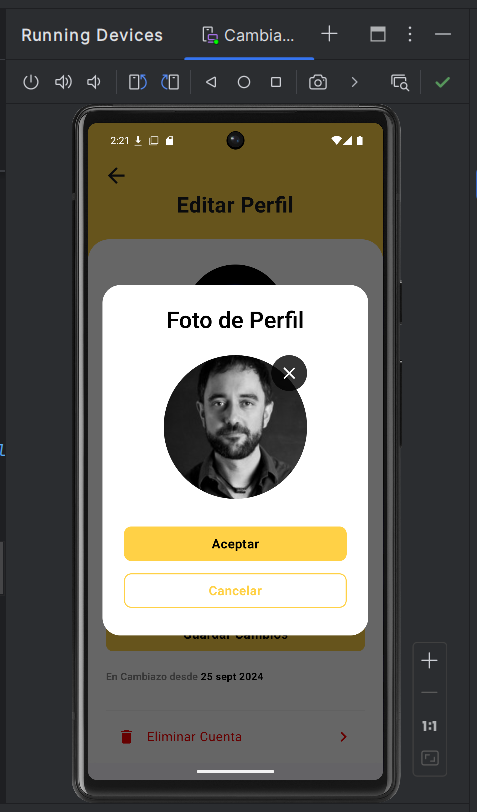 Running Devices
Cambia...
2:21
Editar Perfil
Foto de Perfil
Aceptar
Cancelar
Guardar Cambios
En Cambiazo desde 25 sept 2024
Eliminar Cuenta
1:1